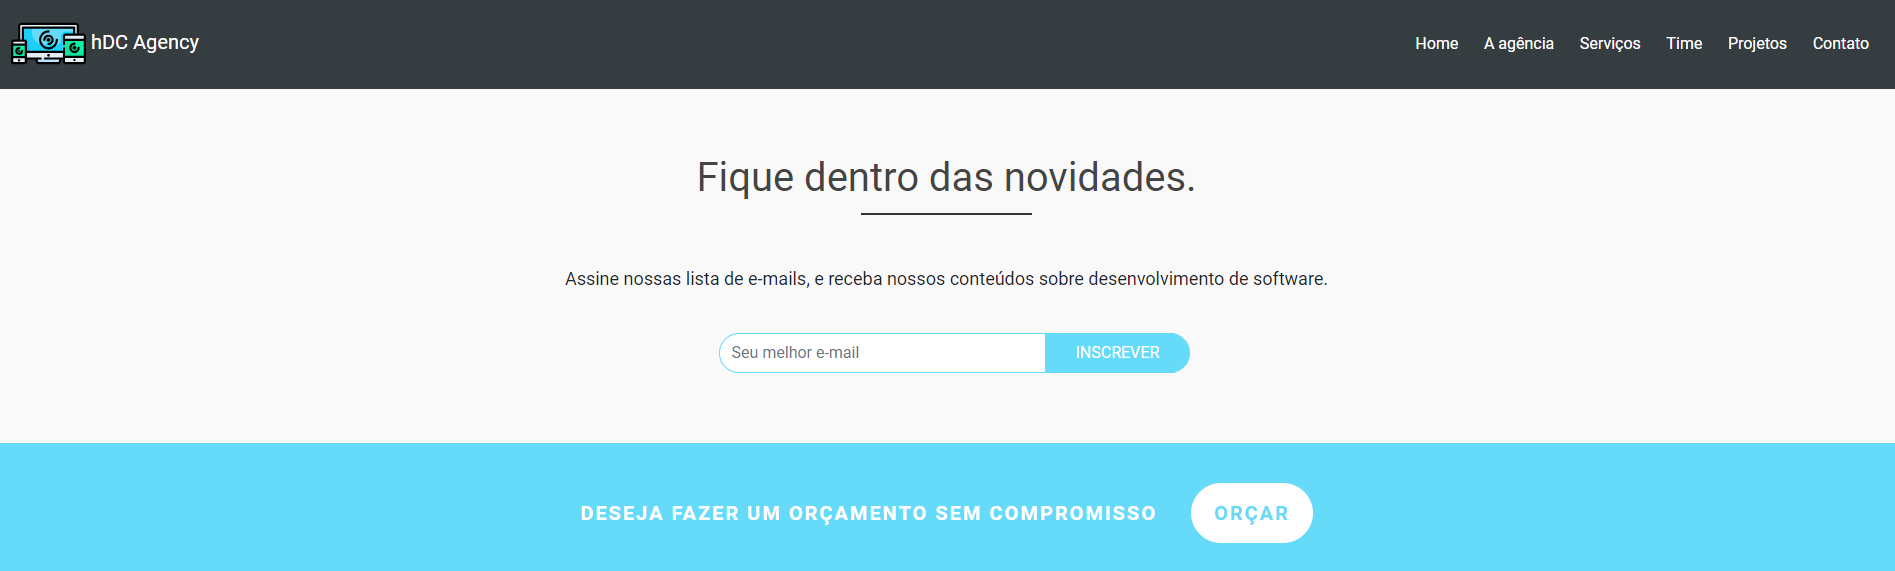 hDC Agency
Home A agência Serviços Time Projetos Contato
Fique dentro das novidades.
Assine nossas lista de e-mails, e receba nossos conteúdos sobre desenvolvimento de software.
Seu melhor e-mail INSCREVER
DESEJA FAZER UM ORÇAMENTO SEM COMPROMISSO ORÇAR